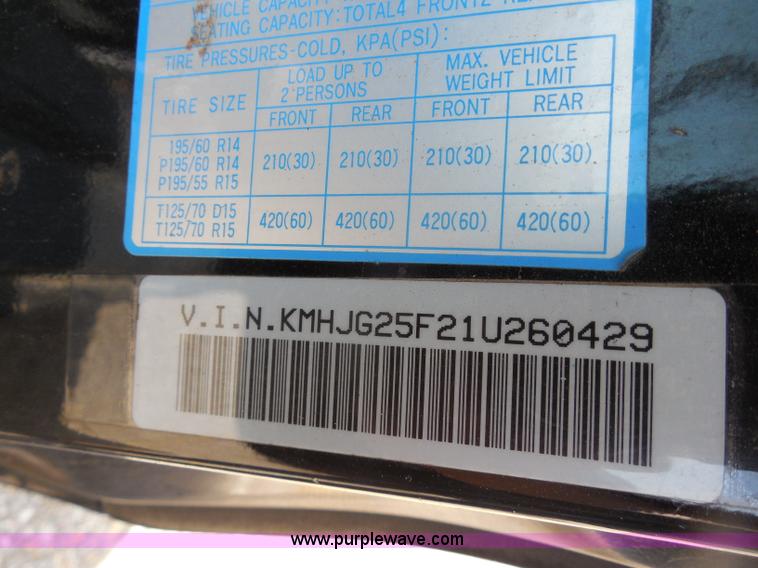 VEHICLE CAPACITY
SEATING CAPACITY:TOTAL4 FRONT2
TIRE PRESSURES-COLD, KPA(PSI):
TIRE SIZE LOAD UP TO 2 PERSONS MAX. VEHICLE WEIGHT LIMIT
FRONT REAR FRONT REAR
195/60 R14
P195/60 R14 210(30) 210(30) 210(30) 210(30)
P195/55 R15
T125/70 D15 420(60) 420(60) 420(60) 420(60)
T125/70 R15
V.I.N.KMHJG25F21U260429
www.purplewave.com